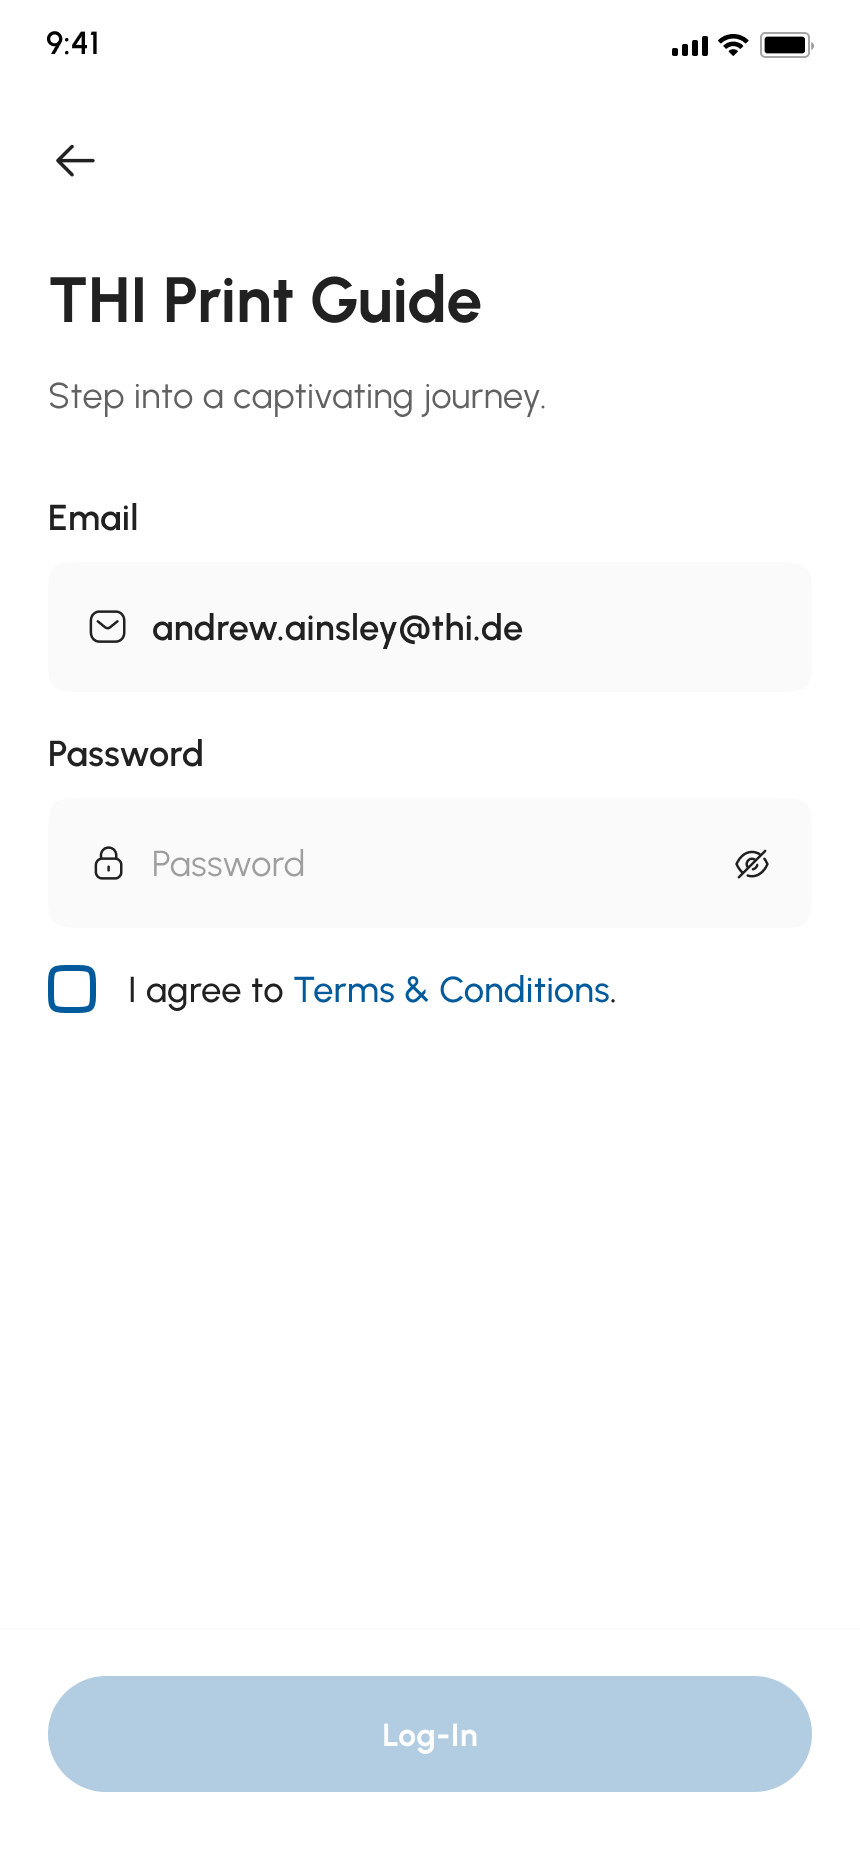 9:41
THI Print Guide
Step into a captivating journey.
Email
andrew.ainsley@thi.de
Password
Password
I agree to Terms & Conditions.
Log-In